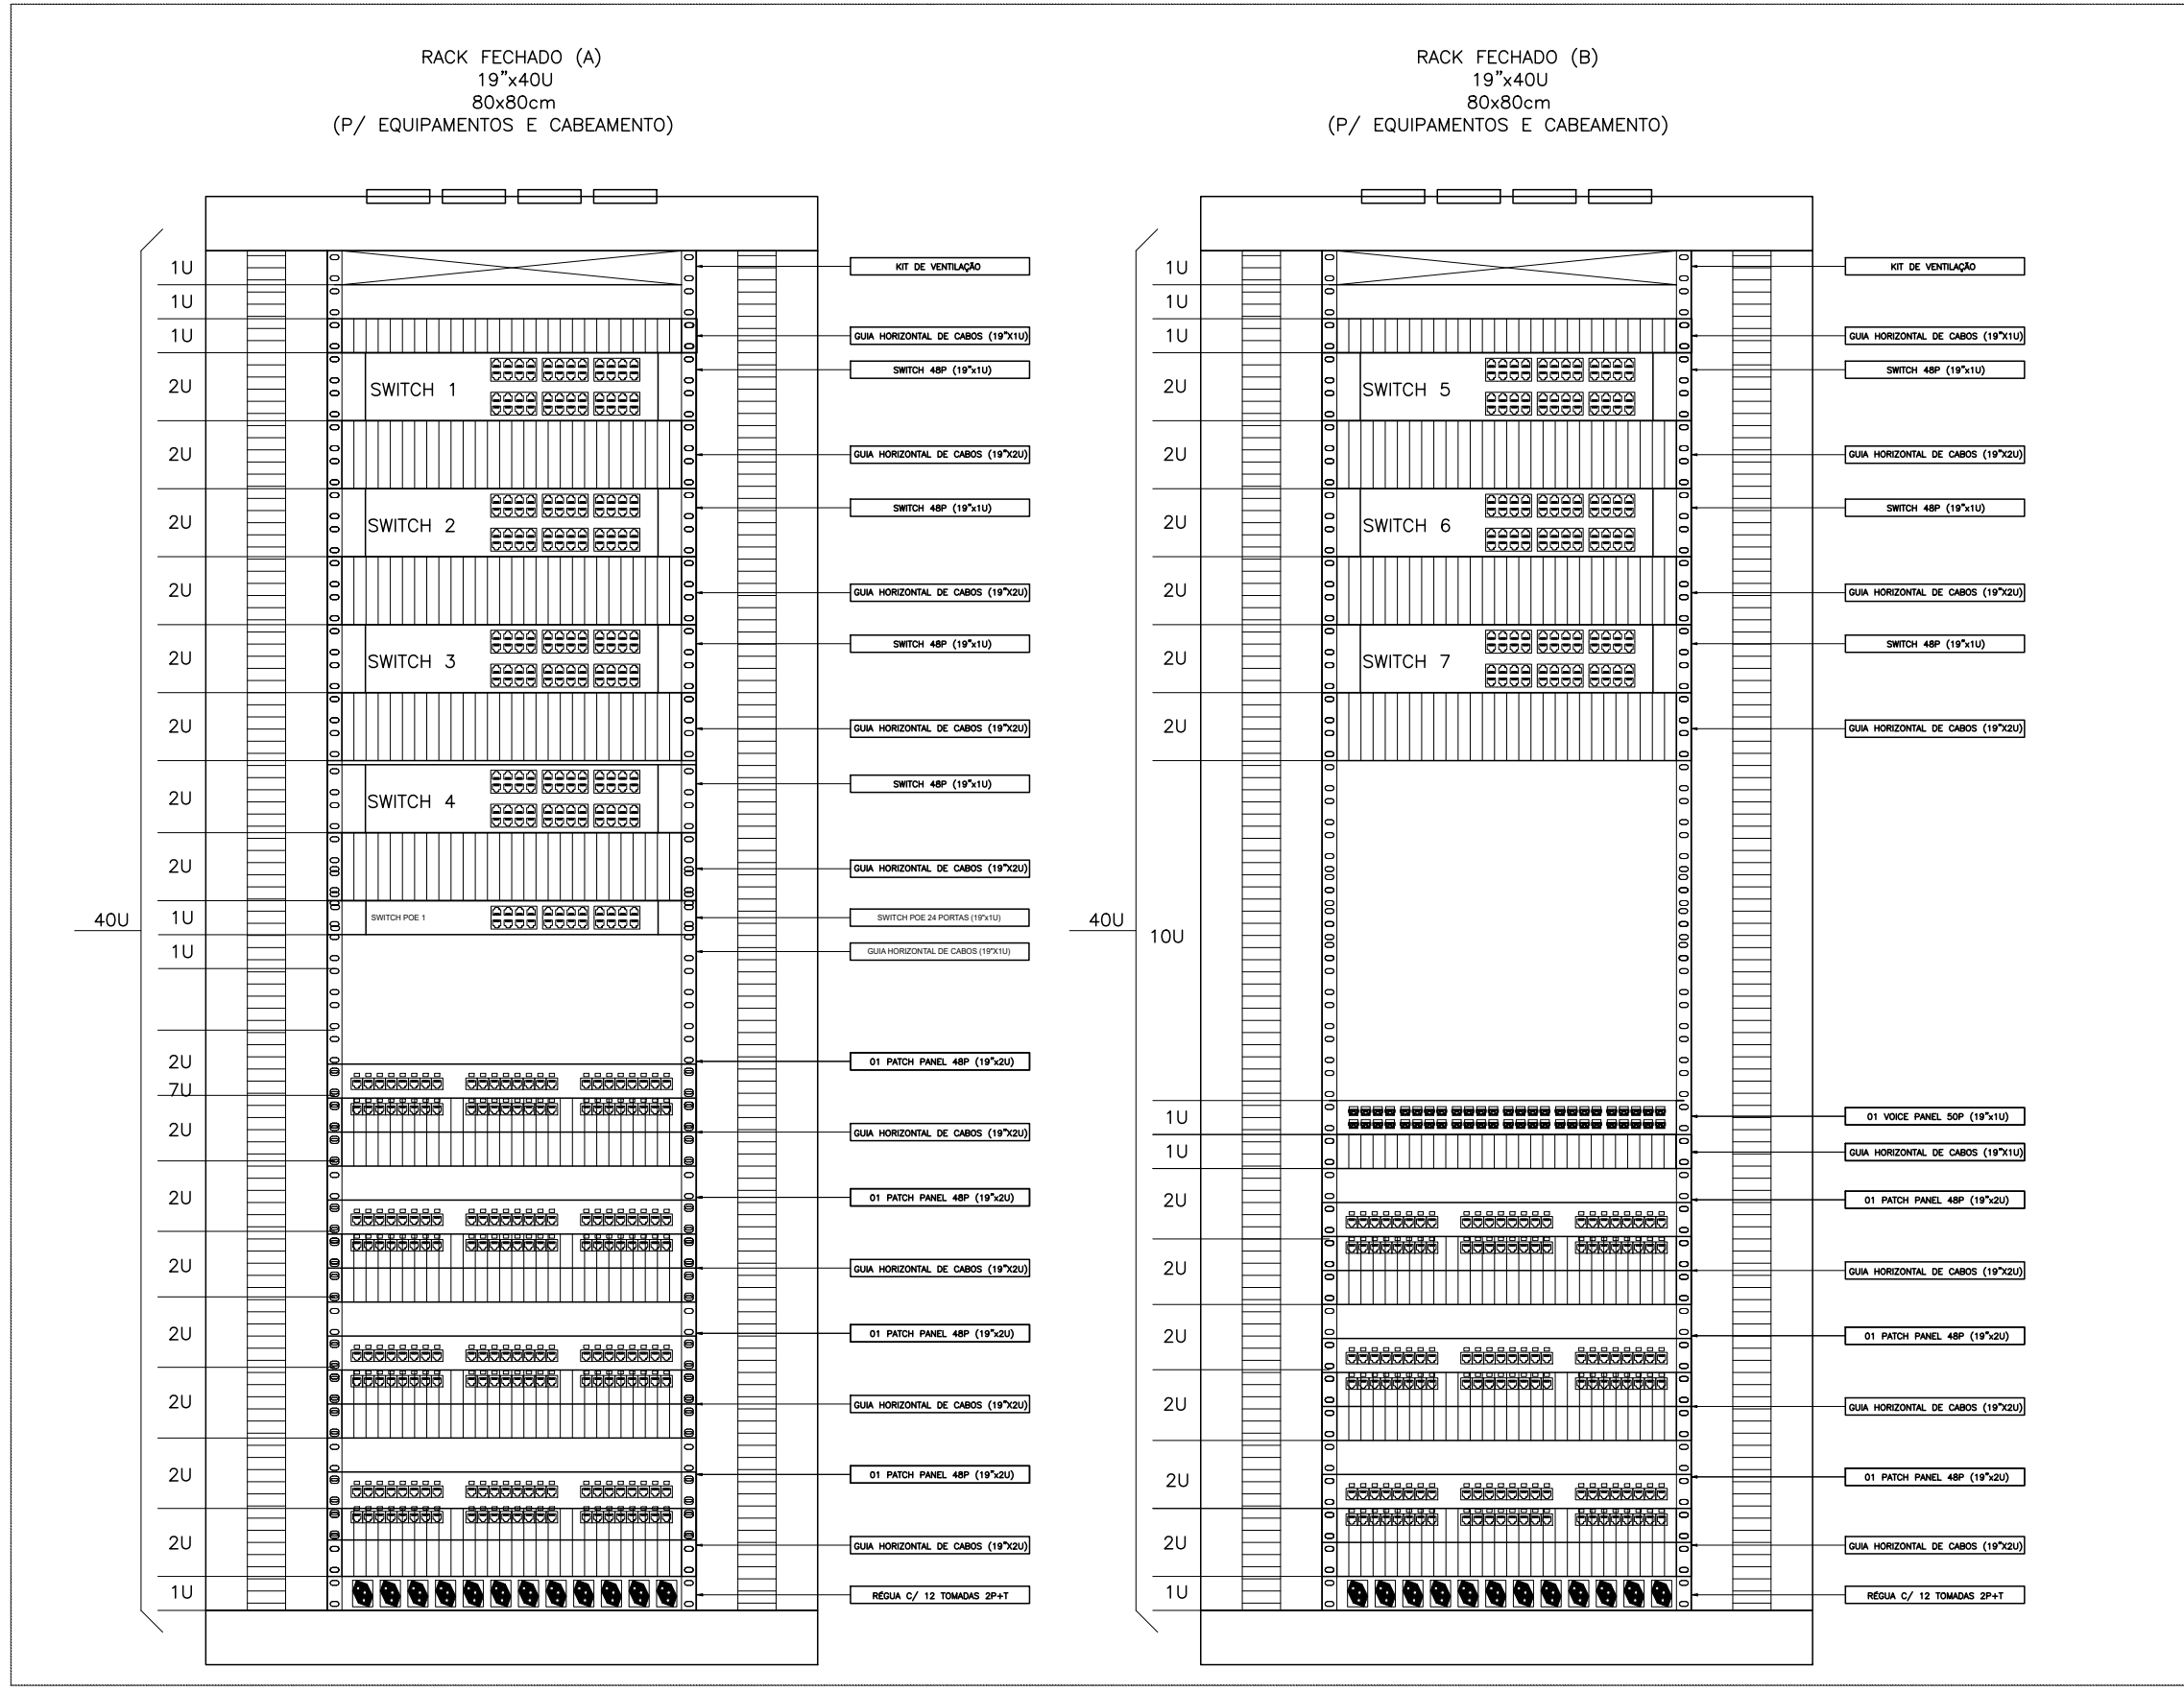 RACK FECHADO (A)
19"x40U
80x80cm
(P/ EQUIPAMENTOS E CABEAMENTO)
1U
KIT DE VENTILAÇÃO
1U
1U
GUIA HORIZONTAL DE CABOS (19"X1U)
2U
SWITCH 1
SWITCH 48P (19"x1U)
2U
GUIA HORIZONTAL DE CABOS (19"X2U)
2U
SWITCH 2
SWITCH 48P (19"x1U)
2U
GUIA HORIZONTAL DE CABOS (19"X2U)
2U
SWITCH 3
SWITCH 48P (19"x1U)
2U
GUIA HORIZONTAL DE CABOS (19"X2U)
2U
SWITCH 4
SWITCH 48P (19"x1U)
2U
GUIA HORIZONTAL DE CABOS (19"X2U)
40U
1U
SWITCH POE 1
SWITCH POE 24 PORTAS (19"x1U)
1U
GUIA HORIZONTAL DE CABOS (19"X1U)
2U
01 PATCH PANEL 48P (19"x2U)
7U
2U
GUIA HORIZONTAL DE CABOS (19"X2U)
2U
01 PATCH PANEL 48P (19"x2U)
2U
GUIA HORIZONTAL DE CABOS (19"X2U)
2U
01 PATCH PANEL 48P (19"x2U)
2U
GUIA HORIZONTAL DE CABOS (19"X2U)
2U
01 PATCH PANEL 48P (19"x2U)
2U
GUIA HORIZONTAL DE CABOS (19"X2U)
1U
RÉGUA C/ 12 TOMADAS 2P+T
RACK FECHADO (B)
19"x40U
80x80cm
(P/ EQUIPAMENTOS E CABEAMENTO)
1U
KIT DE VENTILAÇÃO
1U
1U
GUIA HORIZONTAL DE CABOS (19"X1U)
2U
SWITCH 5
SWITCH 48P (19"x1U)
2U
GUIA HORIZONTAL DE CABOS (19"X2U)
2U
SWITCH 6
SWITCH 48P (19"x1U)
2U
GUIA HORIZONTAL DE CABOS (19"X2U)
2U
SWITCH 7
SWITCH 48P (19"x1U)
2U
GUIA HORIZONTAL DE CABOS (19"X2U)
40U
10U
1U
01 VOICE PANEL 50P (19"x1U)
1U
GUIA HORIZONTAL DE CABOS (19"X1U)
2U
01 PATCH PANEL 48P (19"x2U)
2U
GUIA HORIZONTAL DE CABOS (19"X2U)
2U
01 PATCH PANEL 48P (19"x2U)
2U
GUIA HORIZONTAL DE CABOS (19"X2U)
2U
01 PATCH PANEL 48P (19"x2U)
2U
GUIA HORIZONTAL DE CABOS (19"X2U)
1U
RÉGUA C/ 12 TOMADAS 2P+T